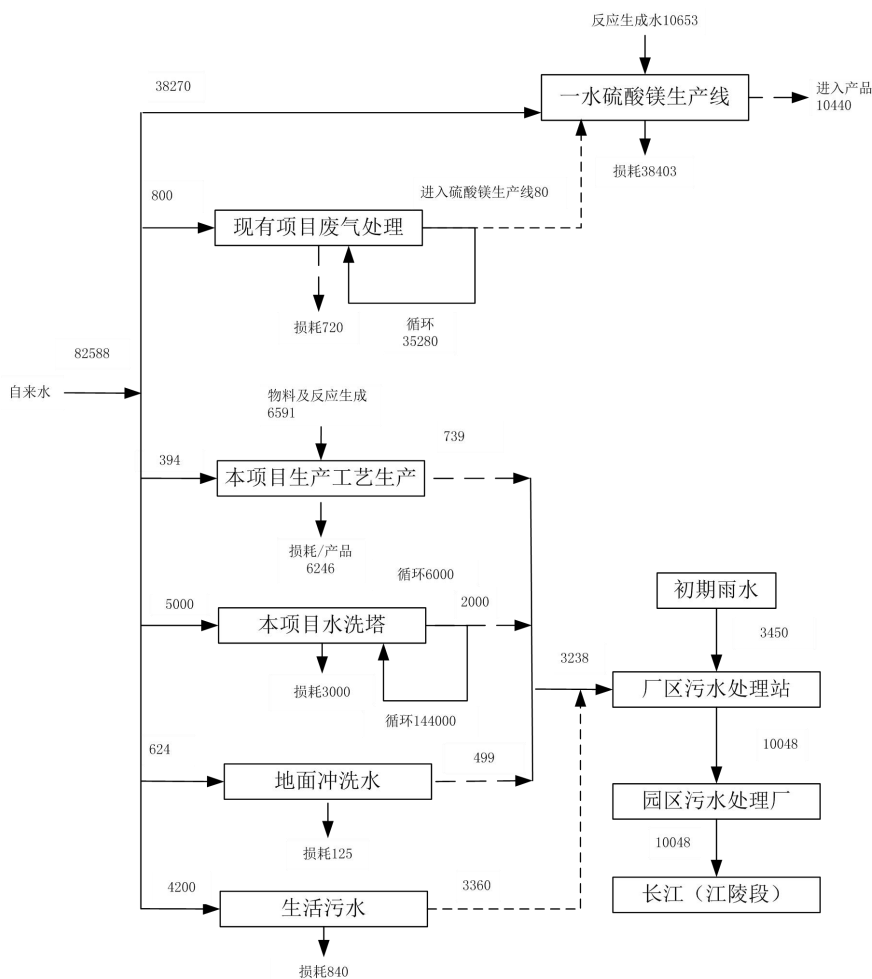 反应生成水10653
38270
一水硫酸镁生产线
进入产品
10440
损耗38403
800
进入硫酸镁生产线80
现有项目废气处理
损耗720
循环
35280
82588
自来水
物料及反应生成
6591
739
394
本项目生产工艺生产
损耗/产品
6246
循环6000
初期雨水
5000
2000
本项目水洗塔
3450
3238
损耗3000
厂区污水处理站
循环144000
10048
624
499
地面冲洗水
园区污水处理厂
损耗125
10048
4200
3360
生活污水
长江（江陵段）
损耗840